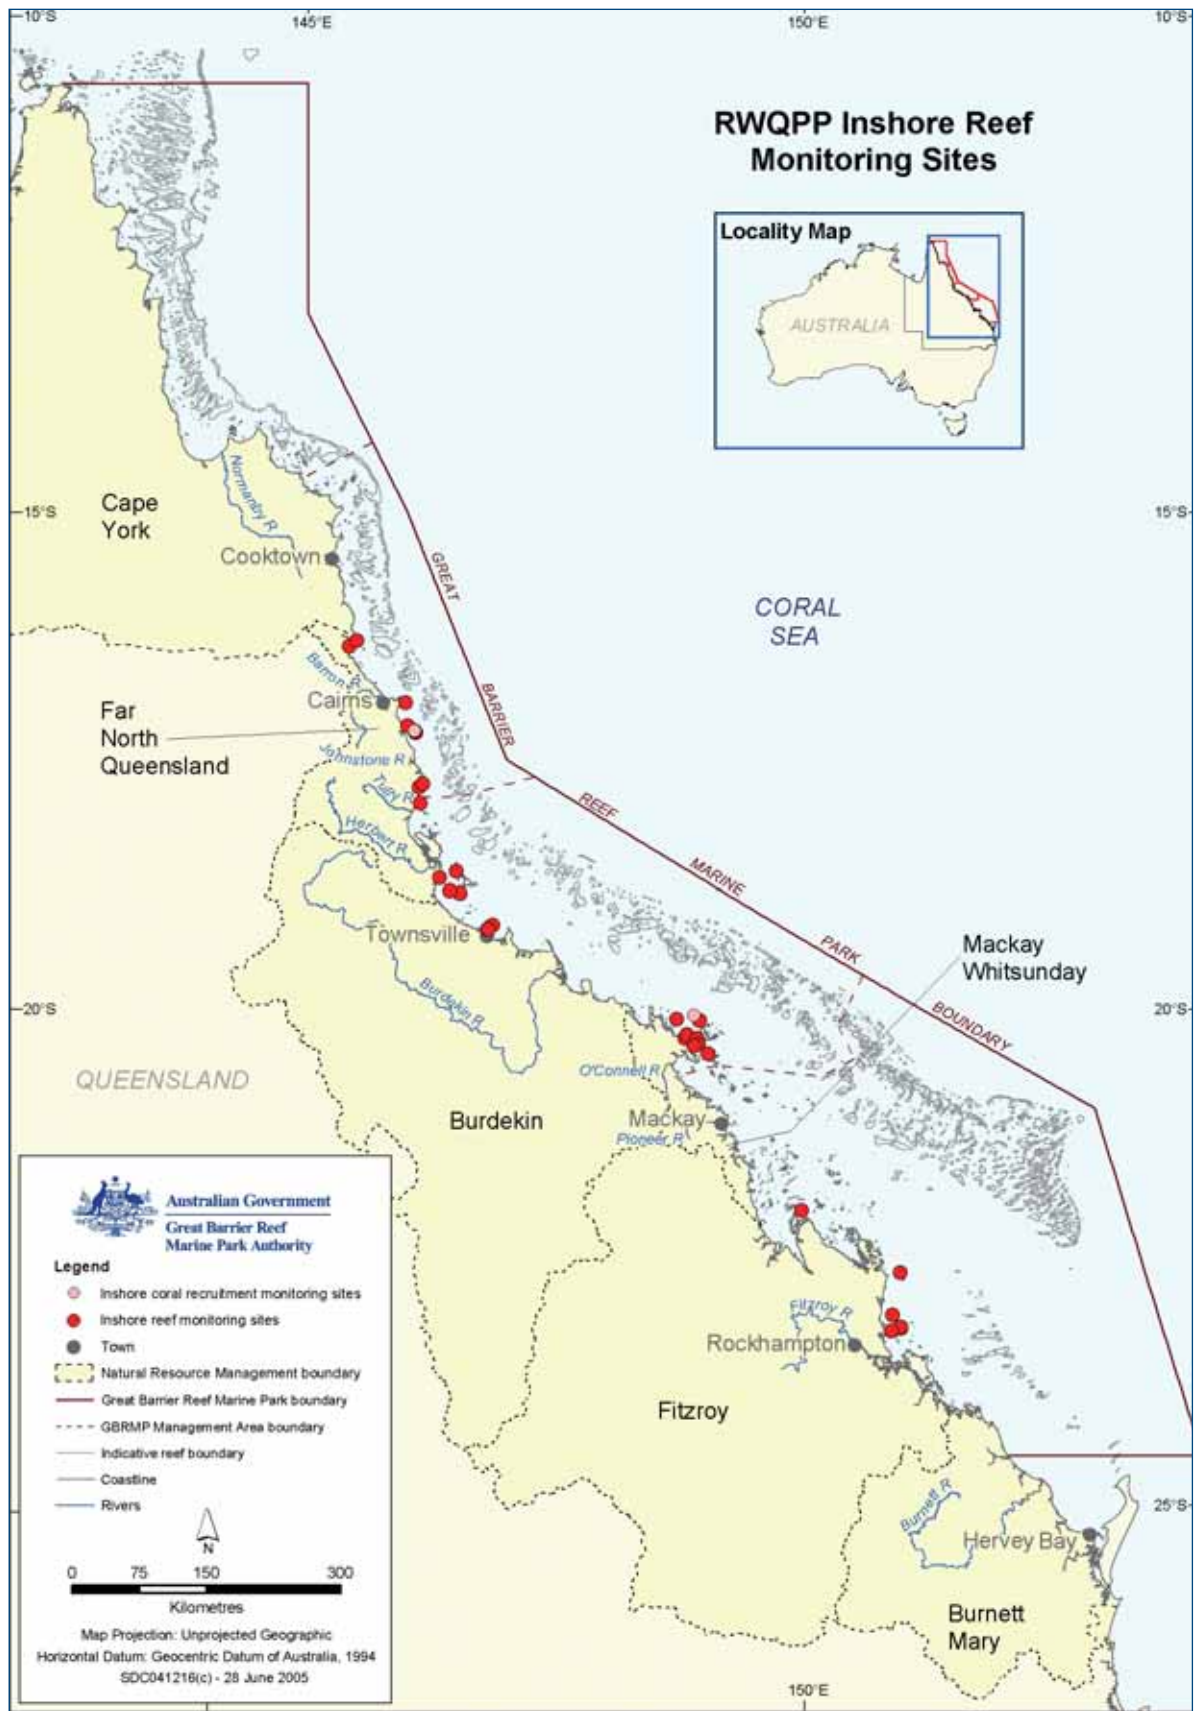 10°S
145°E
150°E
10°S
RWQPP Inshore Reef
Monitoring Sites
Locality Map
AUSTRALIA
Normanby R
Cape
York
15°S
15°S
Cooktown
GREAT
CORAL
SEA
Barron
BARRIER
Cairns
Far
North
Queensland
Johnstone R
Tully R
REEF
Herbert R
MARINE
Townsville
PARK
Mackay
Whitsunday
Burdekin R
BOUNDARY
20°S
20°S
QUEENSLAND
O'Connell R
Burdekin
Mackay
Pioneer R
Fitzroy R
Rockhampton
Fitzroy
25°S
Burnett R
Hervey Bay
Burnett
Mary
150°E
Australian Government
Great Barrier Reef
Marine Park Authority
Legend
Inshore coral recruitment monitoring sites
Inshore reef monitoring sites
Town
Natural Resource Management boundary
Great Barrier Reef Marine Park boundary
GBRMP Management Area boundary
Indicative reef boundary
Coastline
Rivers
N
0 75 150 300
Kilometres
Map Projection: Unprojected Geographic
Horizontal Datum: Geocentric Datum of Australia, 1994
SDC041216(c) - 28 June 2005